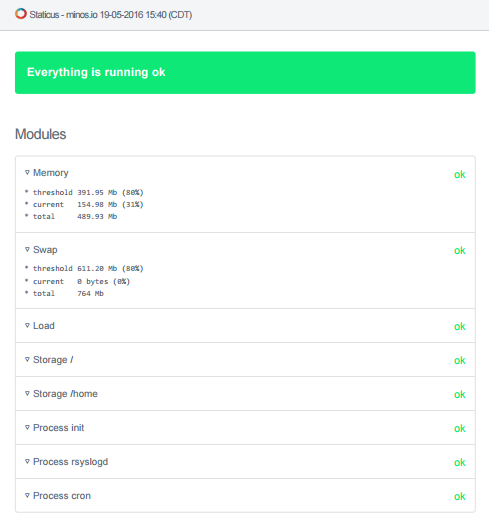 Staticus - minos.io 19-05-2016 15:40 (CDT)
Everything is running ok
Modules
▿ Memory ok
* threshold 391.95 Mb (80%)
* current 154.98 Mb (31%)
* total 489.93 Mb
▿ Swap ok
* threshold 611.20 Mb (80%)
* current 0 bytes (0%)
* total 764 Mb
▿ Load ok
▿ Storage / ok
▿ Storage /home ok
▿ Process init ok
▿ Process rsyslogd ok
▿ Process cron ok